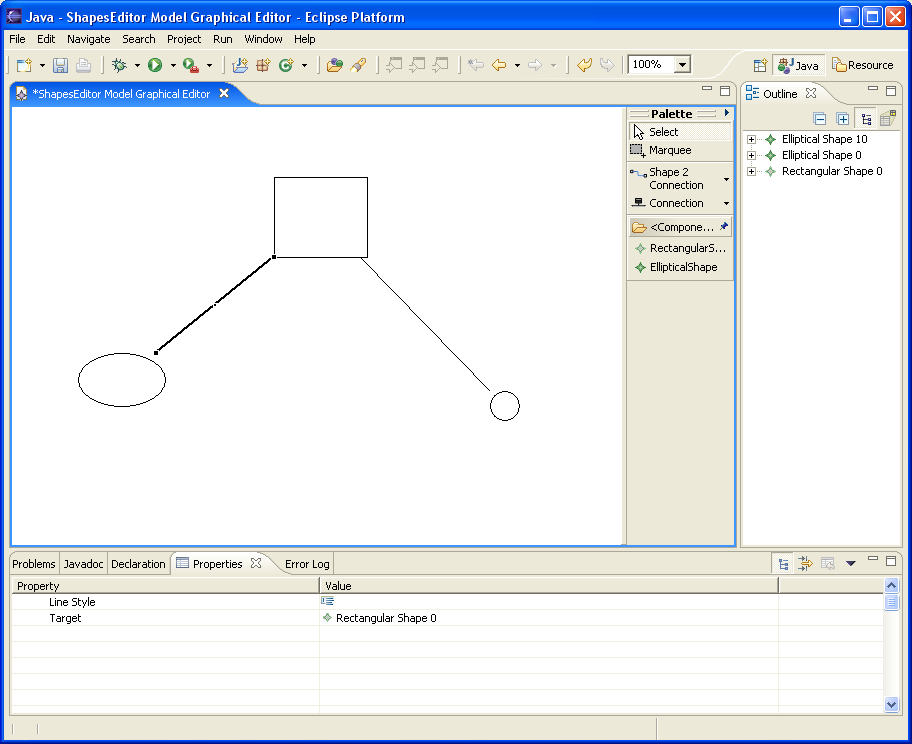 Java - ShapesEditor Model Graphical Editor - Eclipse Platform
File Edit Navigate Search Project Run Window Help
100%
Java
Resource
*ShapesEditor Model Graphical Editor
Palette
Select
Marquee
Shape 2
Connection
Connection
<Compone...
RectangularS...
EllipticalShape
Outline
Elliptical Shape 10
Elliptical Shape 0
Rectangular Shape 0
Problems Javadoc Declaration Properties Error Log
Property Value
Line Style
Target Rectangular Shape 0